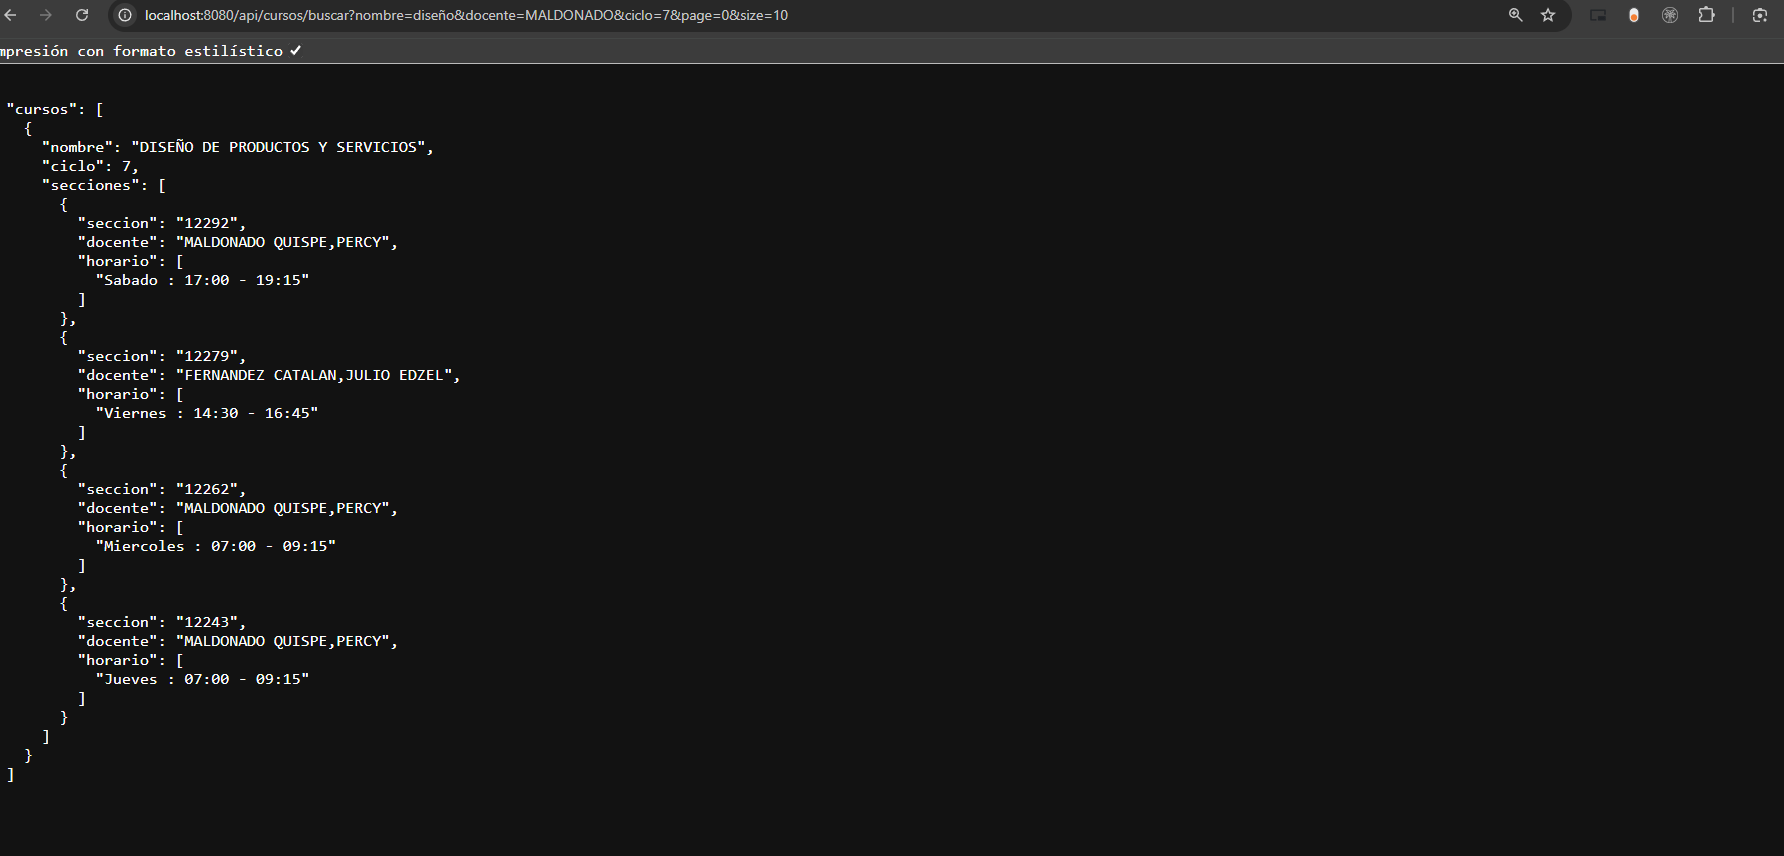 localhost:8080/api/cursos/buscar?nombre=diseño&docente=MALDONADO&ciclo=7&page=0&size=10
mpresión con formato estilístico ✔
"cursos": [
{
"nombre": "DISEÑO DE PRODUCTOS Y SERVICIOS",
"ciclo": 7,
"secciones": [
{
"seccion": "12292",
"docente": "MALDONADO QUISPE,PERCY",
"horario": [
"Sabado : 17:00 - 19:15"
]
},
{
"seccion": "12279",
"docente": "FERNANDEZ CATALAN,JULIO EDZEL",
"horario": [
"Viernes : 14:30 - 16:45"
]
},
{
"seccion": "12262",
"docente": "MALDONADO QUISPE,PERCY",
"horario": [
"Miercoles : 07:00 - 09:15"
]
},
{
"seccion": "12243",
"docente": "MALDONADO QUISPE,PERCY",
"horario": [
"Jueves : 07:00 - 09:15"
]
}
]
}
]